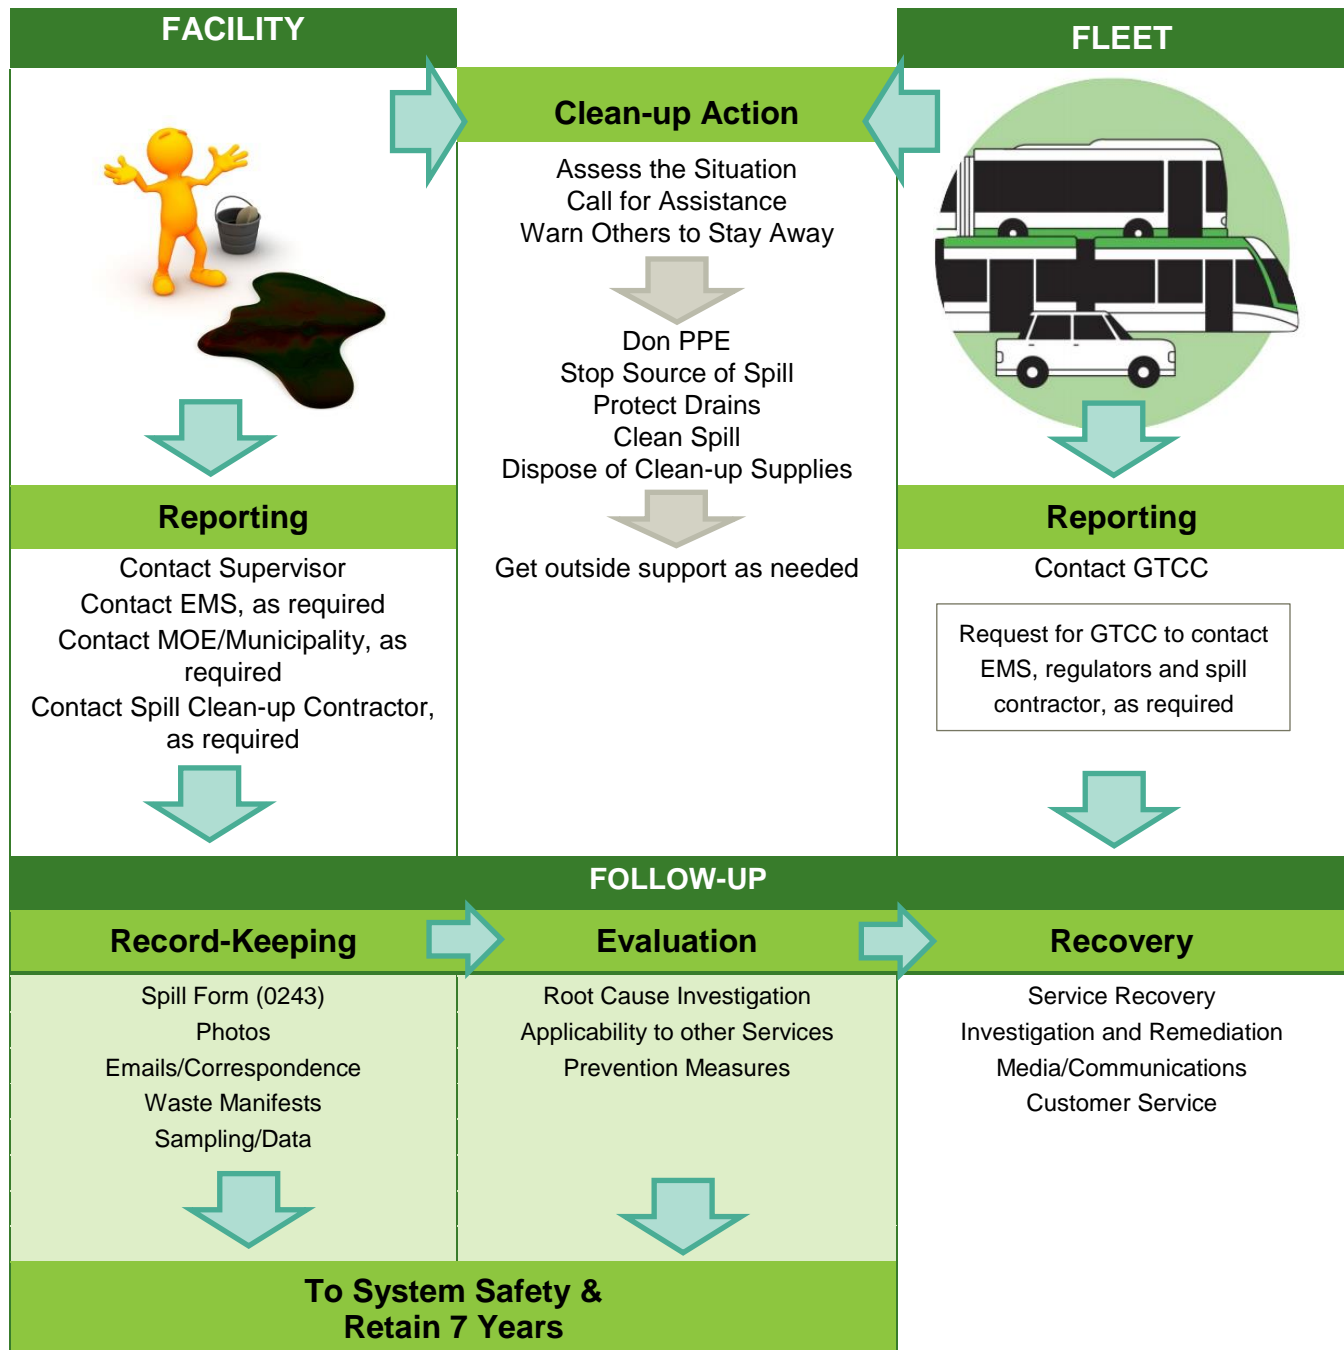 FACILITY
Reporting
Contact Supervisor
Contact EMS, as required
Contact MOE/Municipality, as
required
Contact Spill Clean-up Contractor,
as required
Clean-up Action
Assess the Situation
Call for Assistance
Warn Others to Stay Away
Don PPE
Stop Source of Spill
Protect Drains
Clean Spill
Dispose of Clean-up Supplies
Get outside support as needed
FLEET
Reporting
Contact GTCC
Request for GTCC to contact
EMS, regulators and spill
contractor, as required
FOLLOW-UP
Record-Keeping
Spill Form (0243)
Photos
Emails/Correspondence
Waste Manifests
Sampling/Data
Evaluation
Root Cause Investigation
Applicability to other Services
Prevention Measures
Recovery
Service Recovery
Investigation and Remediation
Media/Communications
Customer Service
To System Safety &
Retain 7 Years